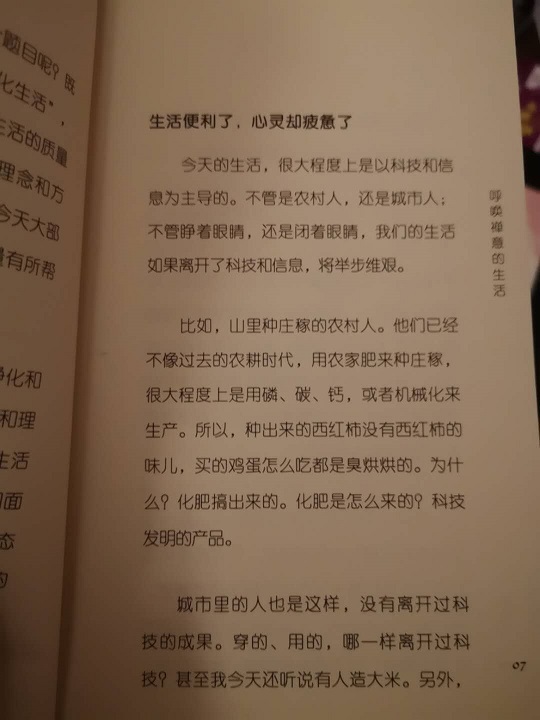 题目呢？既
化生活”，
生活的质量
理念和方
今天大部
量有所帮
净化和
和理
生活
面
态
的
生活便利了，心灵却疲惫了
今天的生活，很大程度上是以科技和信
息为主导的。不管是农村人，还是城市人；
不管睁着眼睛，还是闭着眼睛，我们的生活
如果离开了科技和信息，将举步维艰。
比如，山里种庄稼的农村人。他们已经
不像过去的农耕时代，用农家肥来种庄稼，
很大程度上是用磷、碳、钙，或者机械化来
生产。所以，种出来的西红柿没有西红柿的
味儿，买的鸡蛋怎么吃都是臭烘烘的。为什
么？化肥搞出来的。化肥是怎么来的？科技
发明的产品。
城市里的人也是这样，没有离开过科
技的成果。穿的、用的，哪一样离开过科
技？甚至我今天还听说有人造大米。另外，
呼唤禅意的生活
07